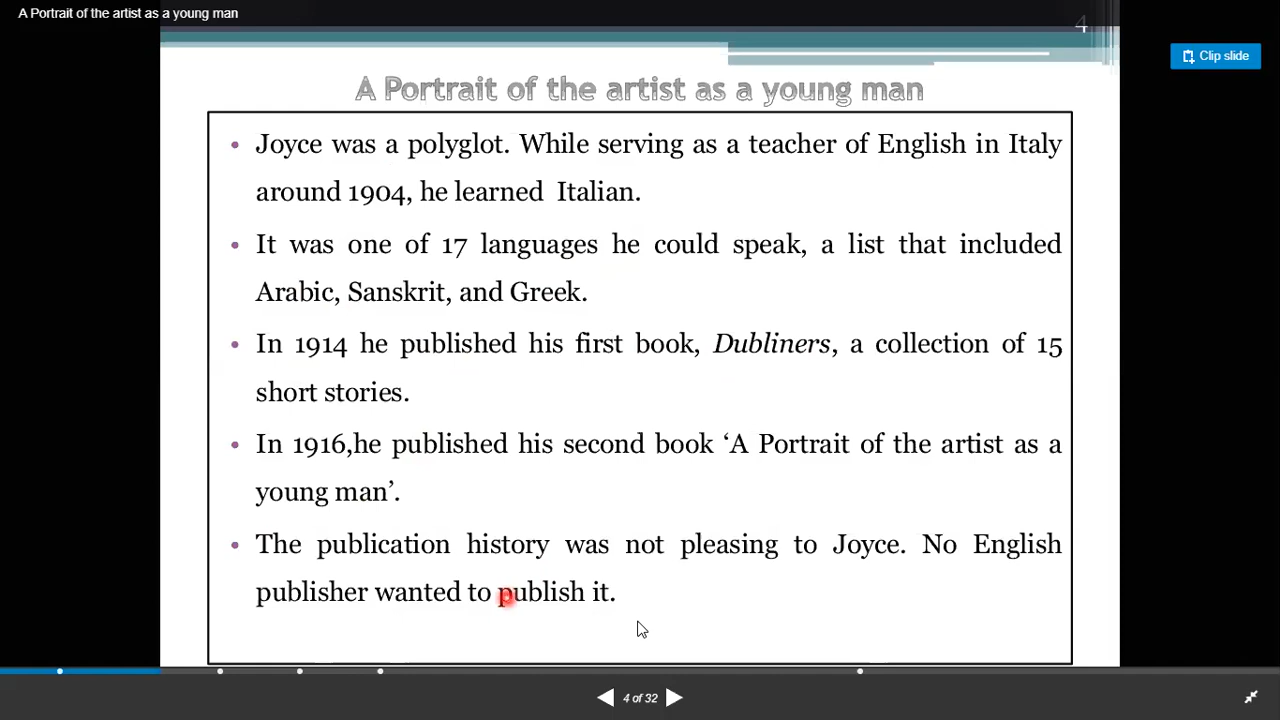 A Portrait of the artist as a young man
4
Clip slide
A Portrait of the artist as a young man
• Joyce was a polyglot. While serving as a teacher of English in Italy
around 1904, he learned Italian.
• It was one of 17 languages he could speak, a list that included
Arabic, Sanskrit, and Greek.
• In 1914 he published his first book, Dubliners, a collection of 15
short stories.
• In 1916,he published his second book ‘A Portrait of the artist as a
young man’.
• The publication history was not pleasing to Joyce. No English
publisher wanted to publish it.
4 of 32